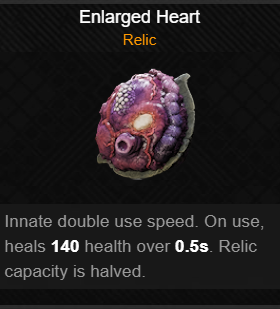 Enlarged Heart
Relic
Innate double use speed. On use,
heals 140 health over 0.5s. Relic
capacity is halved.